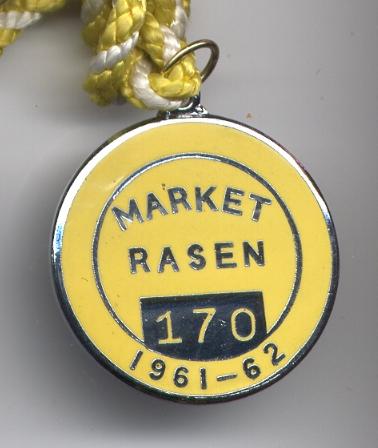 MARKET
RASEN
170
1961-62